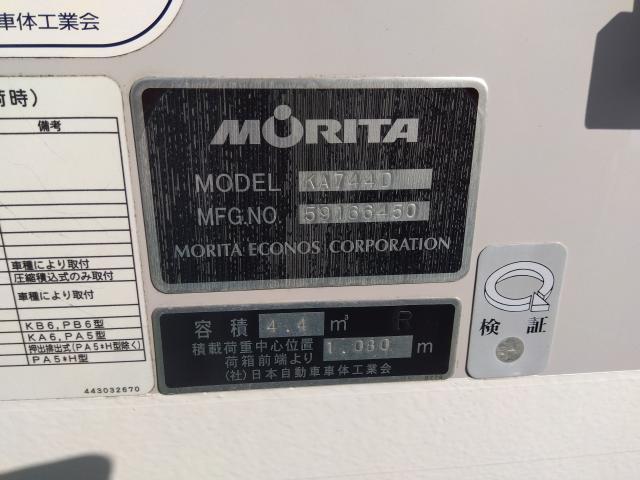 車体工業会
荷時)
備考
車種により取付
圧縮積込式のみ取付
車種により取付
KB6,PB6型
KA6,PA5型
押出排出式(PA5※H型除く)
PA5※H型
443032670
MORITA
MODEL KA744D
MFG.NO. 59166450
MORITA ECONOS CORPORATION
容積 4.4 m³ R
積載荷重中心位置
荷箱前端より 1.080 m
(社)日本自動車車体工業会
検証